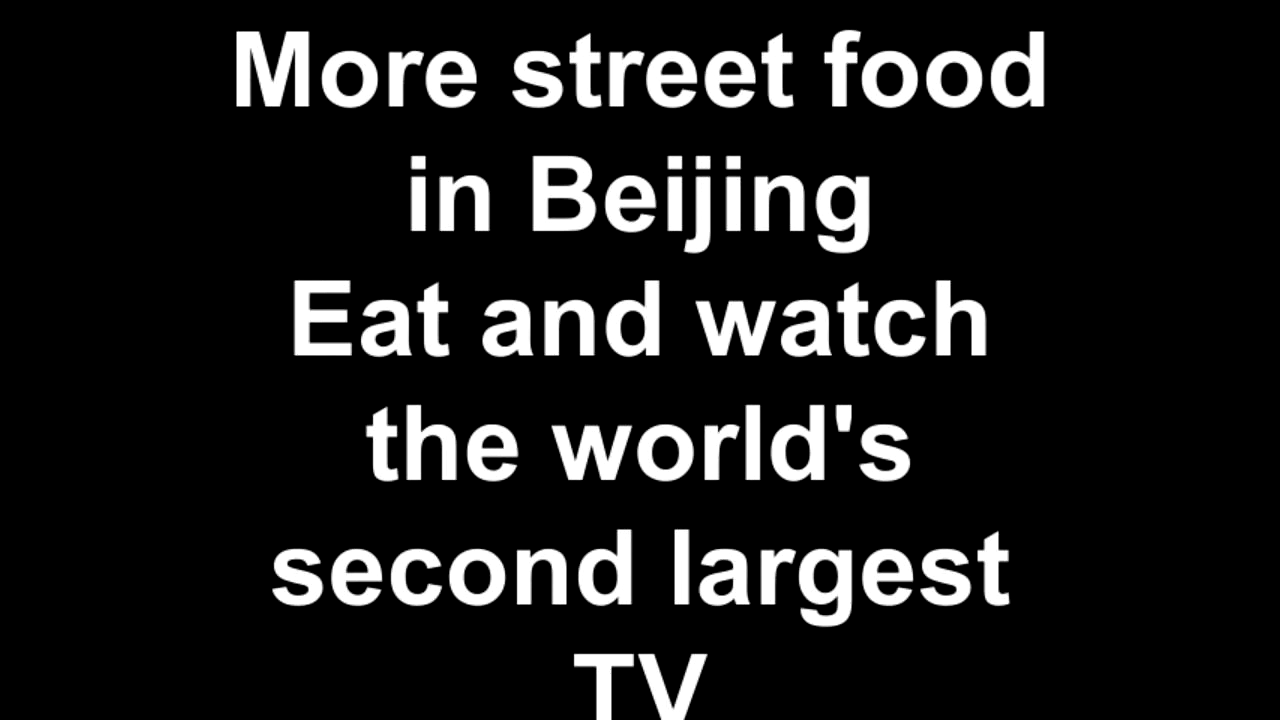 More street food
in Beijing
Eat and watch
the world's
second largest
TV